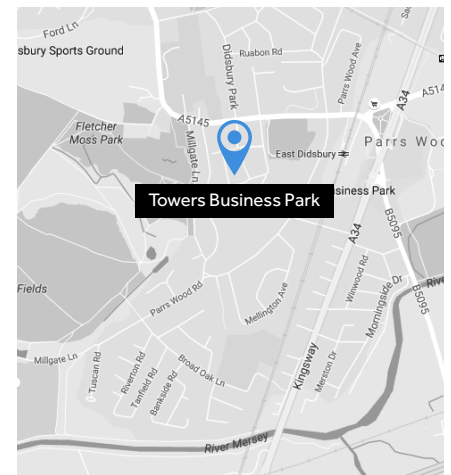 Ford Ln
Sa
sbury Sports Ground
Didsbury Park
Ruabon Rd
Parrs Wood Ave
A34
A514
A5145
Fletcher
Moss Park
Millgate Ln
East Didsbury
Parrs Woo
Towers Business Park
siness Park
B5095
A34
Fields
Parrs Wood Rd
Mellington Ave
Winwood Rd
Morningside Dr
Rive
B5095
Millgate Ln
Tuscan Rd
Riverton Rd
Tanfield Rd
Bankside Rd
Broad Oak Ln
Kingsway
Merston Dr
River Mersey